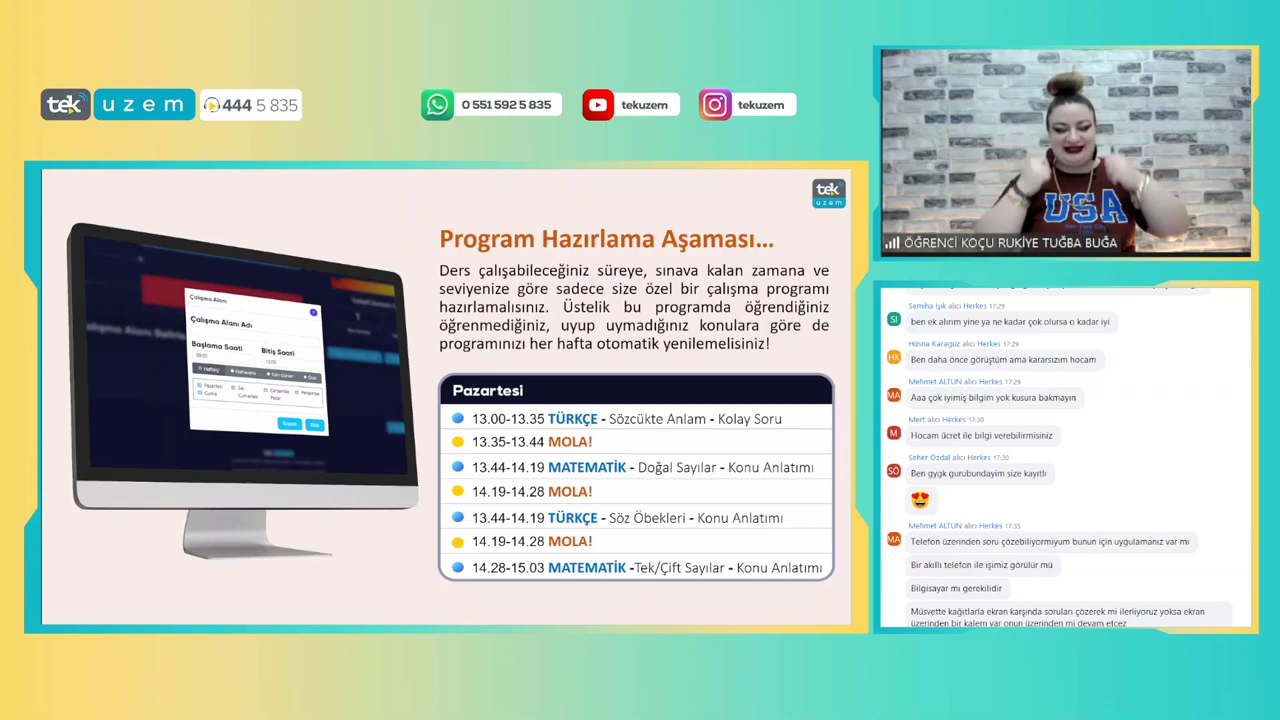 tek uzem 444 5 835
0 551 592 5 835
tekuzem
tekuzem
tek
uzem
Program Hazırlama Aşaması...
Ders çalışabileceğiniz süreye, sınava kalan zamana ve
seviyenize göre sadece size özel bir çalışma programı
hazırlamalısınız. Üstelik bu programda öğrendiğiniz
öğrenmediğiniz, uyup uymadığınız konulara göre de
programınızı her hafta otomatik yenilemelisiniz!
Çalışma Alanı
Çalışma Alanı Adı
Başlama Saati Bitiş Saati
Pazartesi
13.00-13.35 TÜRKÇE - Sözcükte Anlam - Kolay Soru
13.35-13.44 MOLA!
13.44-14.19 MATEMATİK - Doğal Sayılar - Konu Anlatımı
14.19-14.28 MOLA!
13.44-14.19 TÜRKÇE - Söz Öbekleri - Konu Anlatımı
14.19-14.28 MOLA!
14.28-15.03 MATEMATİK -Tek/Çift Sayılar - Konu Anlatımı
USA
ÖĞRENCİ KOÇU RUKİYE TUĞBA BUĞA
Semiha Işık alıcı Herkes 17:29
SI
ben ek alırım yine ya ne kadar çok olursa o kadar iyi
Hüsna Karagüz alıcı Herkes 17:29
HK
Ben daha önce görüştüm ama kararsızım hocam
Mehmet ALTUN alıcı Herkes 17:29
MA
Aaa çok iyimiş bilgim yok kusura bakmayın
Mert alıcı Herkes 17:30
M
Hocam ücret ile bilgi verebilirmisiniz
Seher Özdal alıcı Herkes 17:30
SÖ
Ben gygk gurubundayim size kayıtlı
Mehmet ALTUN alıcı Herkes 17:35
MA
Telefon üzerinden soru çözebiliyormiyum bunun için uygulamanız var mı
Bir akıllı telefon ile işimiz görülür mü
Bilgisayar mı gerekilidir
Müsvette kağıtlarla ekran karşında soruları çözerek mi ilerliyoruz yoksa ekran
üzerinden bir kalem var onun üzerinden mi devam etcez